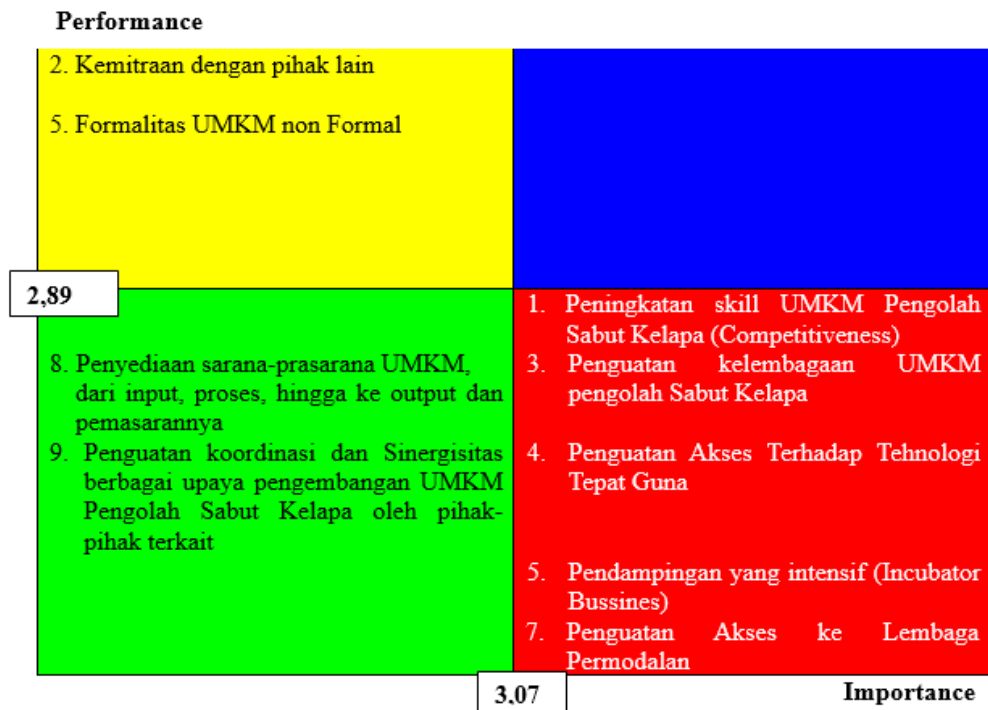 Performance
2. Kemitraan dengan pihak lain
5. Formalitas UMKM non Formal
2,89
8. Penyediaan sarana-prasarana UMKM,
dari input, proses, hingga ke output dan
pemasarannya
9. Penguatan koordinasi dan Sinergisitas
berbagai upaya pengembangan UMKM
Pengolah Sabut Kelapa oleh pihak-
pihak terkait
1. Peningkatan skill UMKM Pengolah
Sabut Kelapa (Competitiveness)
3. Penguatan kelembagaan UMKM
pengolah Sabut Kelapa
4. Penguatan Akses Terhadap Tehnologi
Tepat Guna
5. Pendampingan yang intensif (Incubator
Bussines)
7. Penguatan Akses ke Lembaga
Permodalan
3,07
Importance